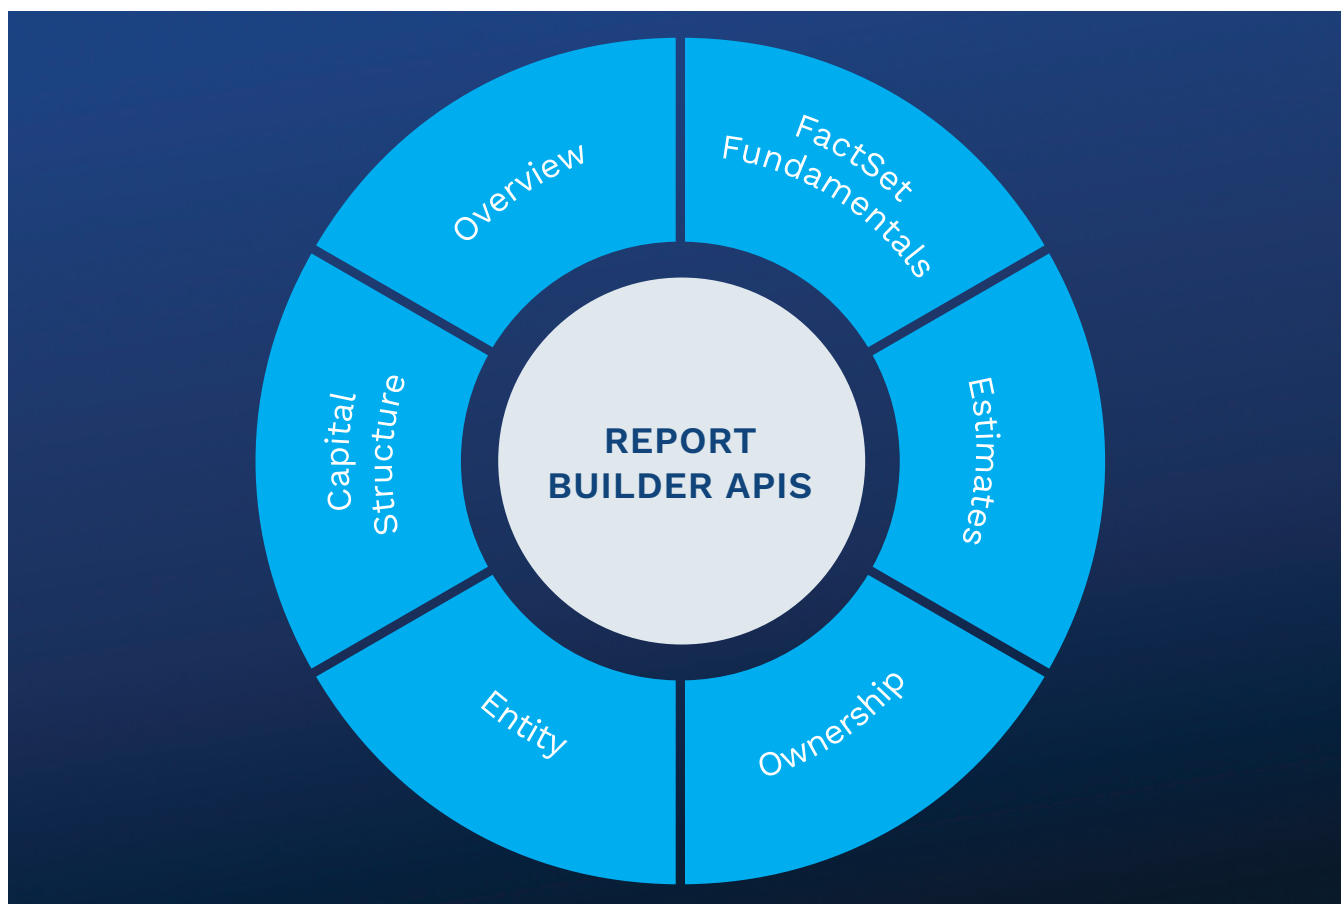 Overview
FactSet
Fundamentals
Estimates
Ownership
Entity
Capital
Structure
REPORT
BUILDER APIS